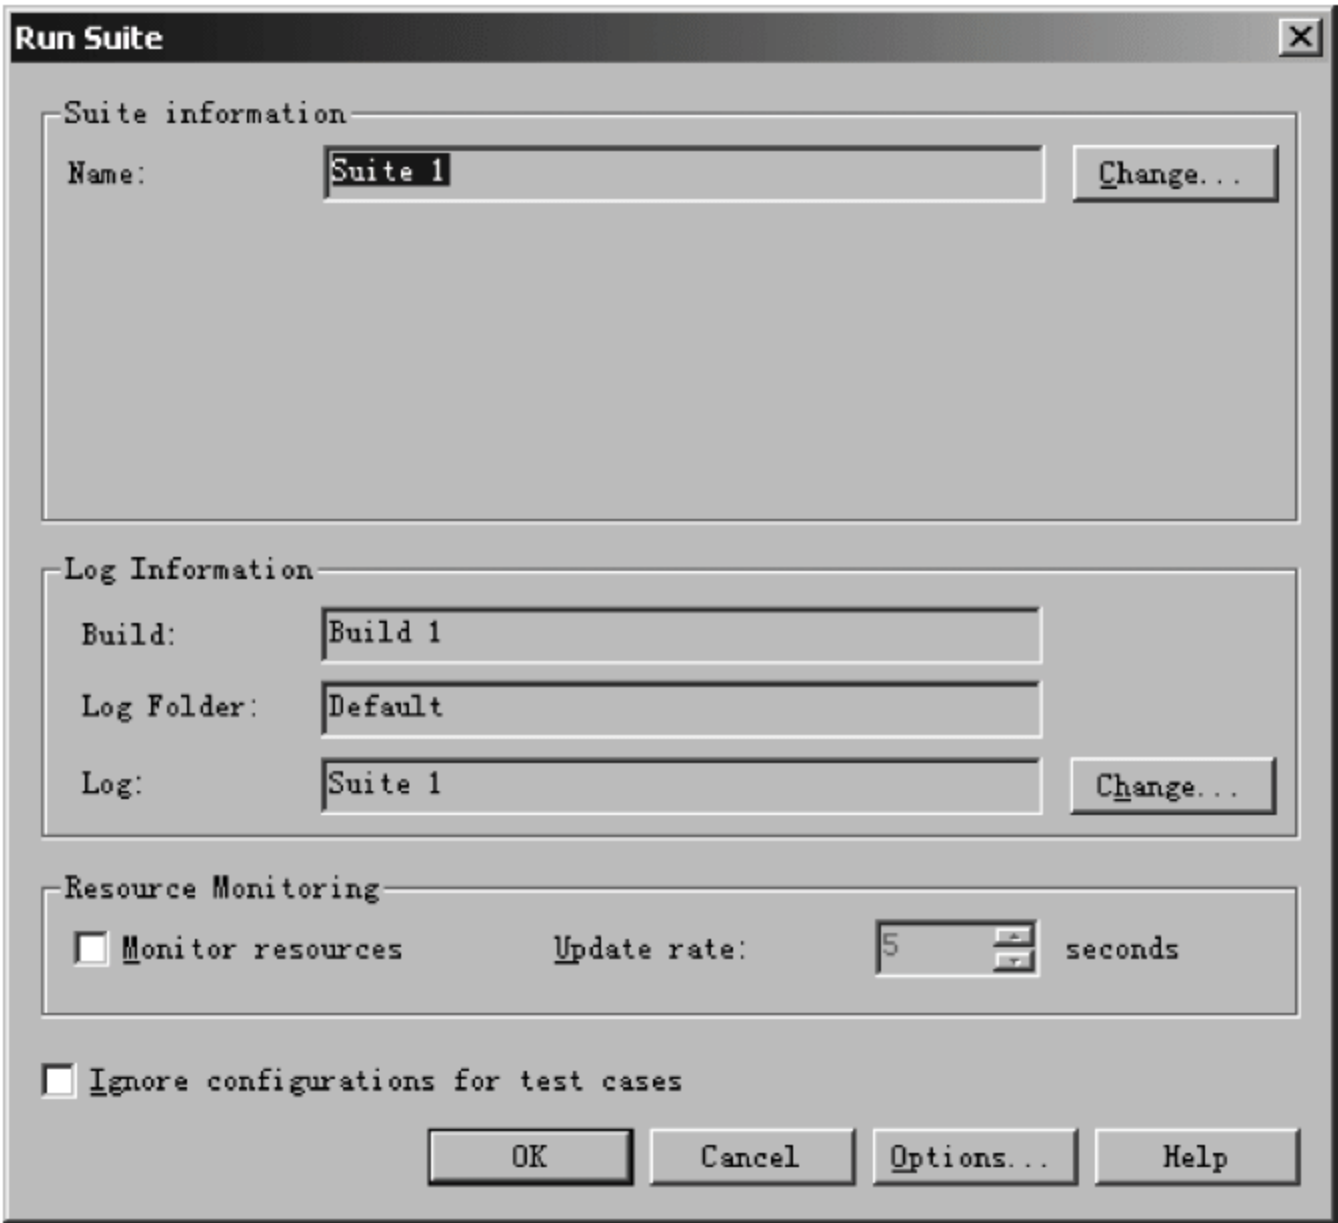 Run Suite
Suite information
Name: Suite 1 Change...
Log Information
Build: Build 1
Log Folder: Default
Log: Suite 1 Change...
Resource Monitoring
Monitor resources Update rate: 5 seconds
Ignore configurations for test cases
OK Cancel Options... Help